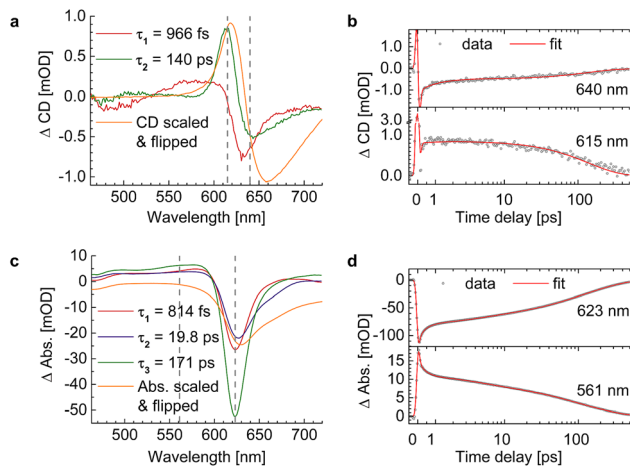 a
Δ CD [mOD]
1.0
0.5
0.0
0.5
1.0
τ1 = 966 fs
τ2 = 140 ps
CD scaled
& flipped
500 550 600 650 700
Wavelength [nm]
b
Δ CD [mOD]
data fit
1.0
0.0
-1.0
640 nm
3.0
1.0
0.0
615 nm
0 1 10 100
Time delay [ps]
c
Δ Abs. [mOD]
0
-10
-20
-30
-40
-50
τ1 = 814 fs
τ2 = 19.8 ps
τ3 = 171 ps
Abs. scaled
& flipped
500 550 600 650 700
Wavelength [nm]
d
Δ Abs. [mOD]
data fit
0
-50
-100
623 nm
15
10
5
0
561 nm
0 1 10 100
Time delay [ps]